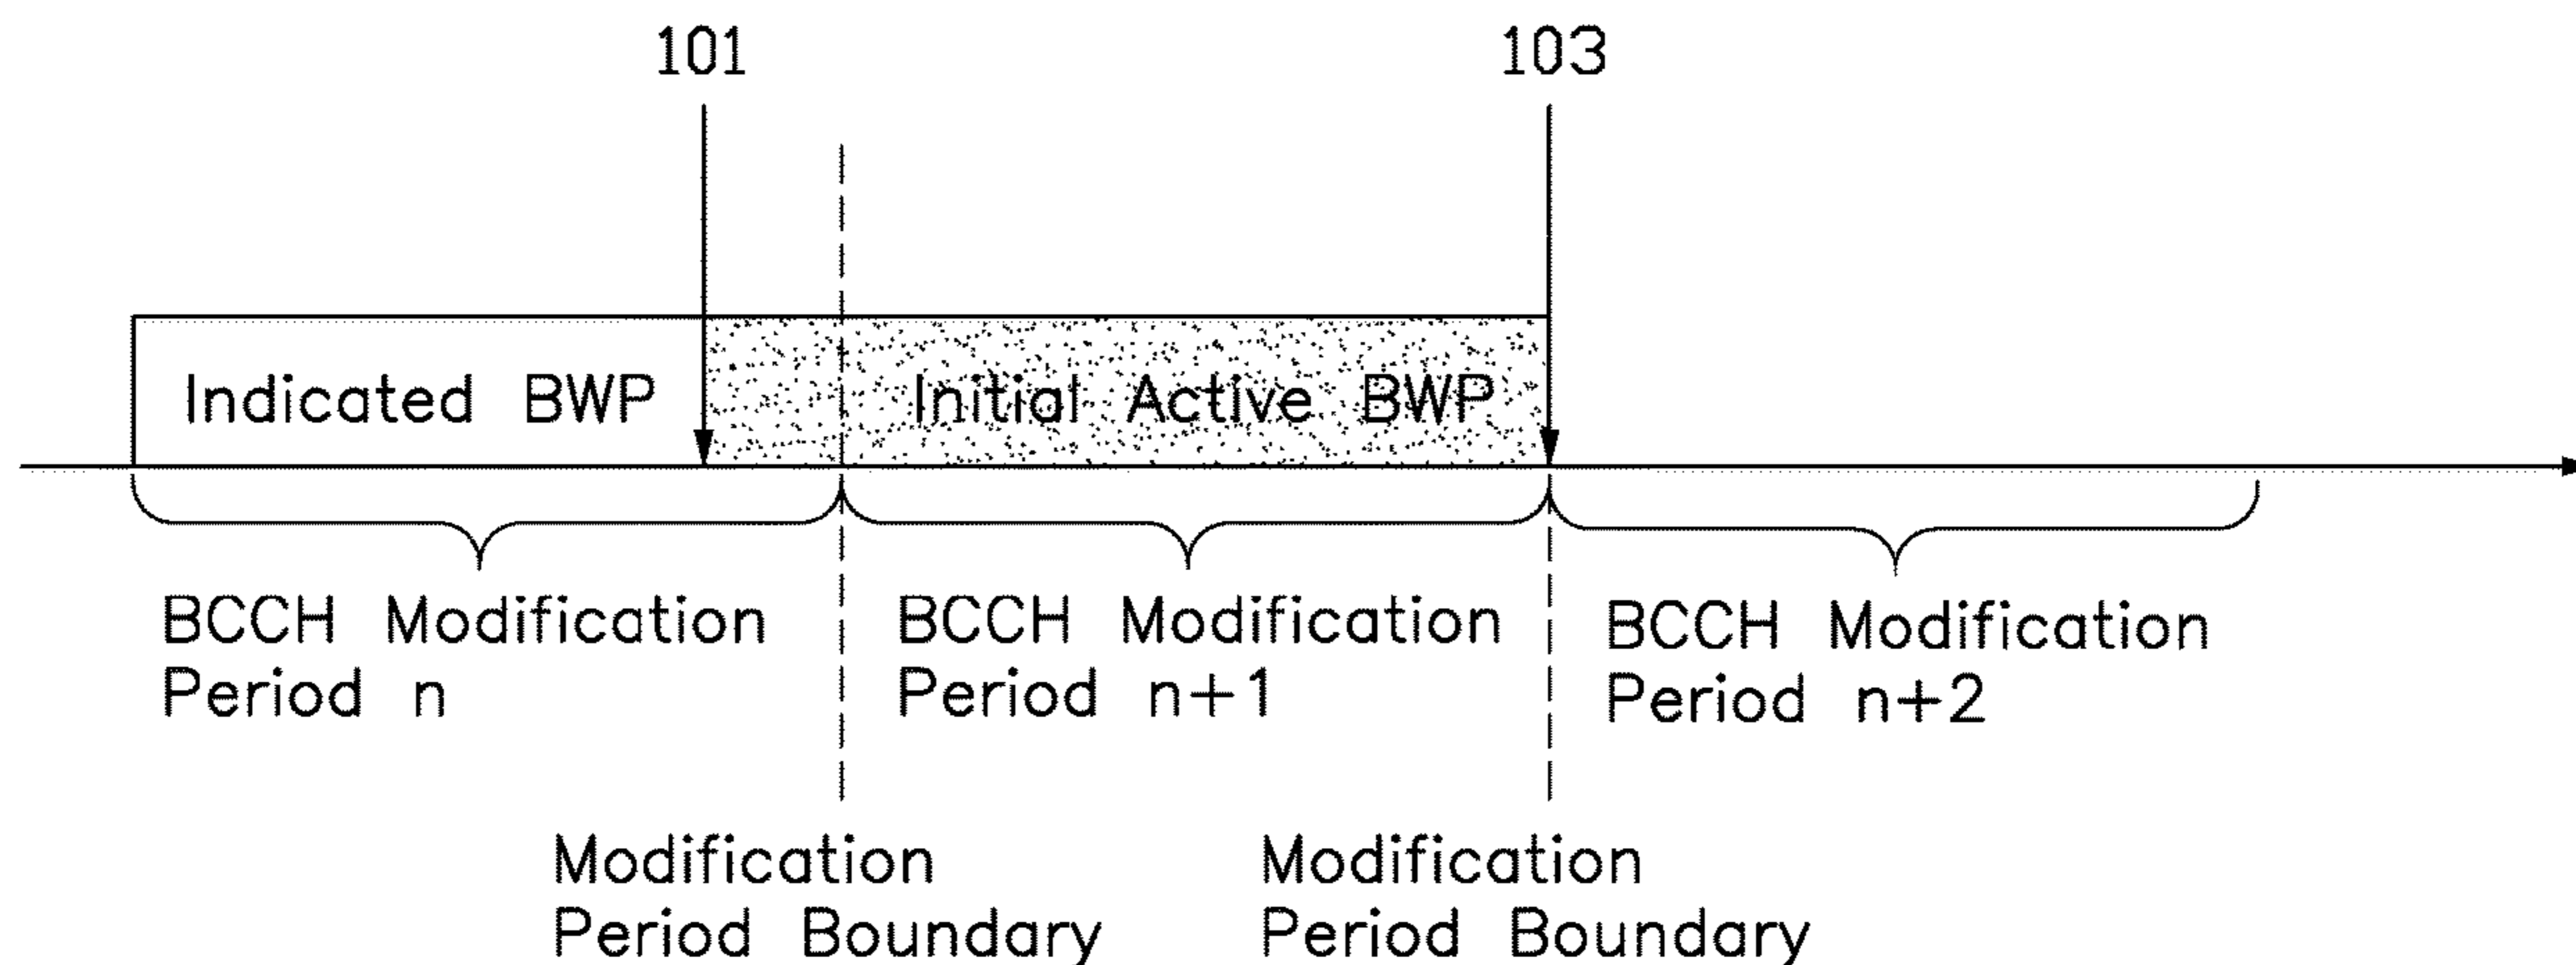 101
103
Indicated BWP
Initial Active BWP
BCCH Modification
Period n
BCCH Modification
Period n+1
BCCH Modification
Period n+2
Modification
Period Boundary
Modification
Period Boundary